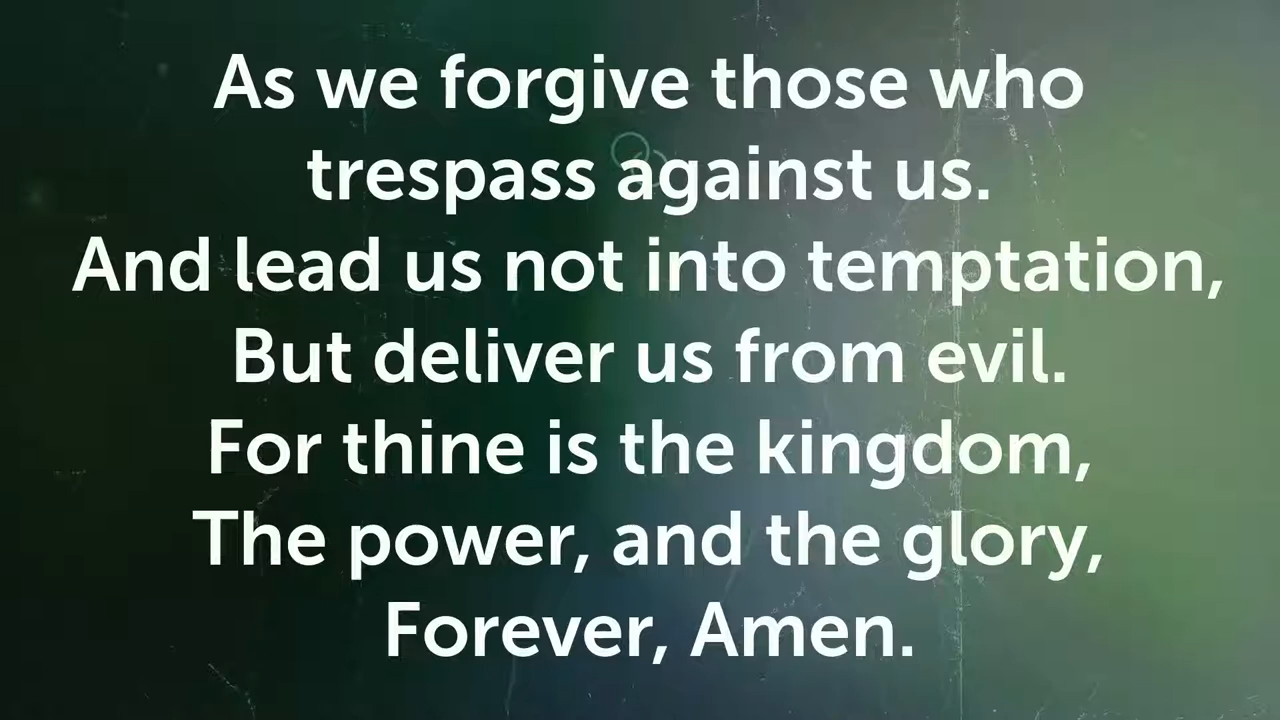 As we forgive those who
trespass against us.
And lead us not into temptation,
But deliver us from evil.
For thine is the kingdom,
The power, and the glory,
Forever, Amen.